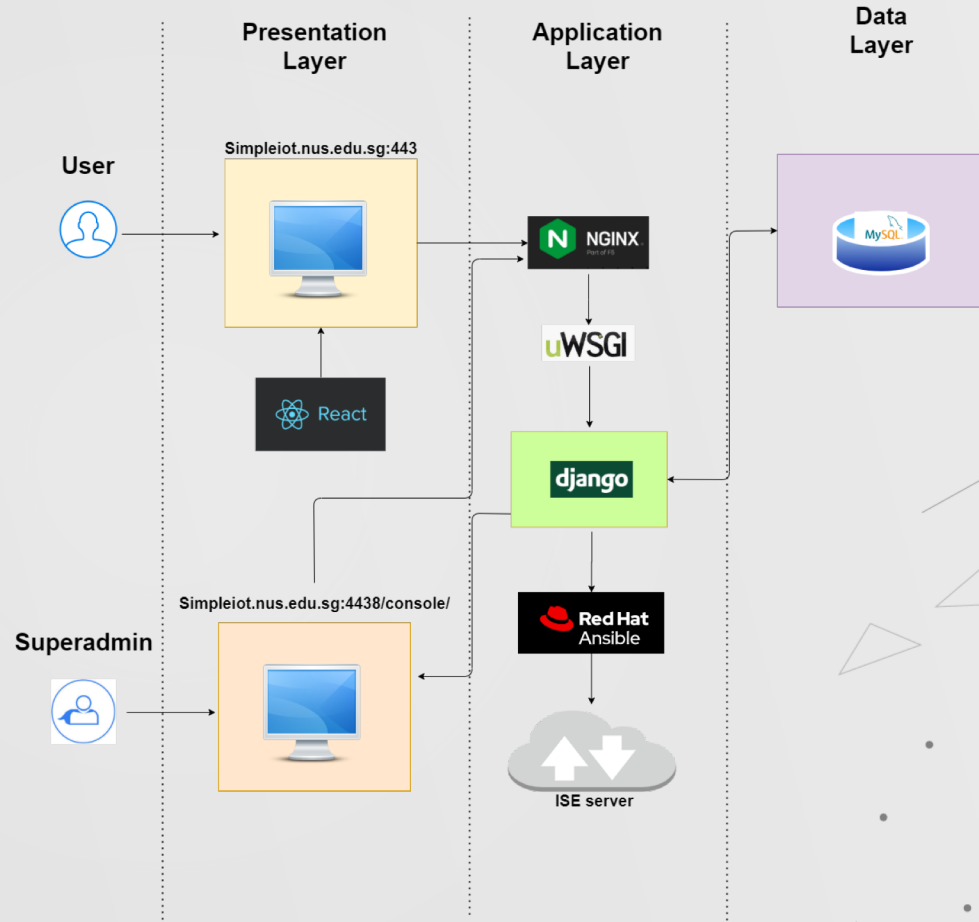 Presentation
Layer
Application
Layer
Data
Layer
User
Simpleiot.nus.edu.sg:443
NGINX
Part of F5
MySQL
uWSGI
React
django
Simpleiot.nus.edu.sg:4438/console/
Superadmin
Red Hat
Ansible
ISE server